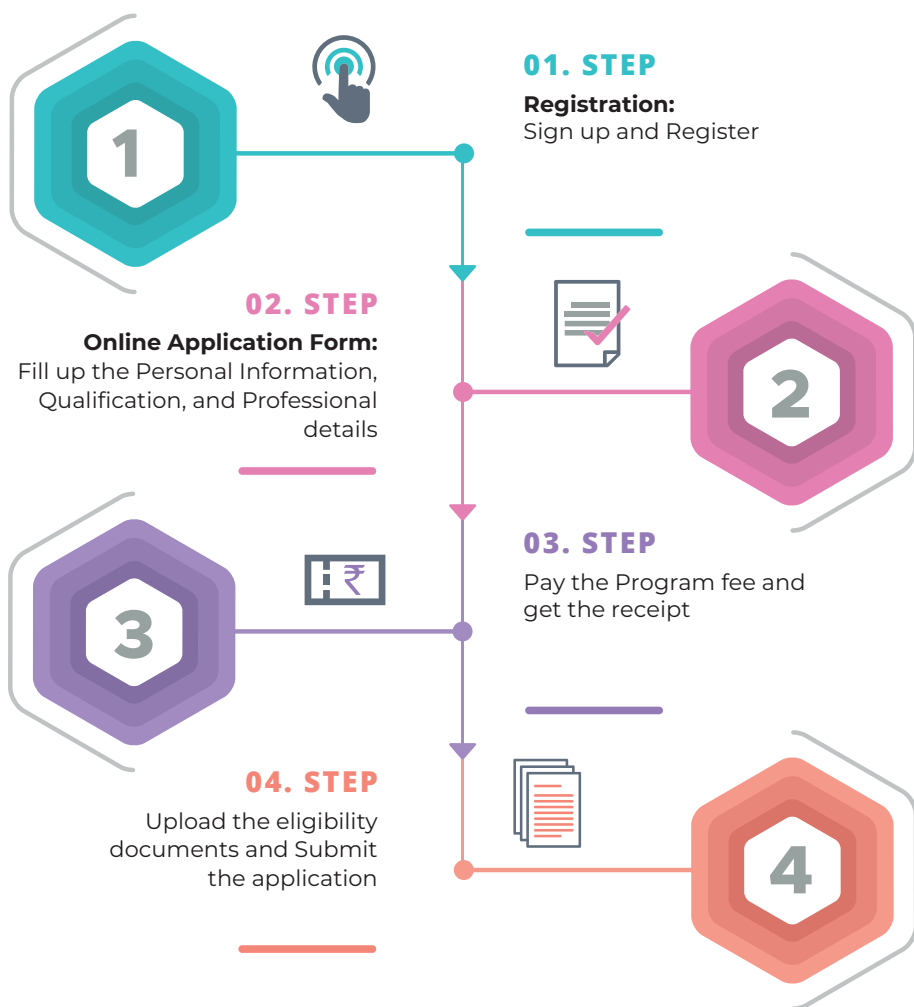 1
01. STEP
Registration:
Sign up and Register
02. STEP
Online Application Form:
Fill up the Personal Information,
Qualification, and Professional
details
2
3
₹
03. STEP
Pay the Program fee and
get the receipt
04. STEP
Upload the eligibility
documents and Submit
the application
4